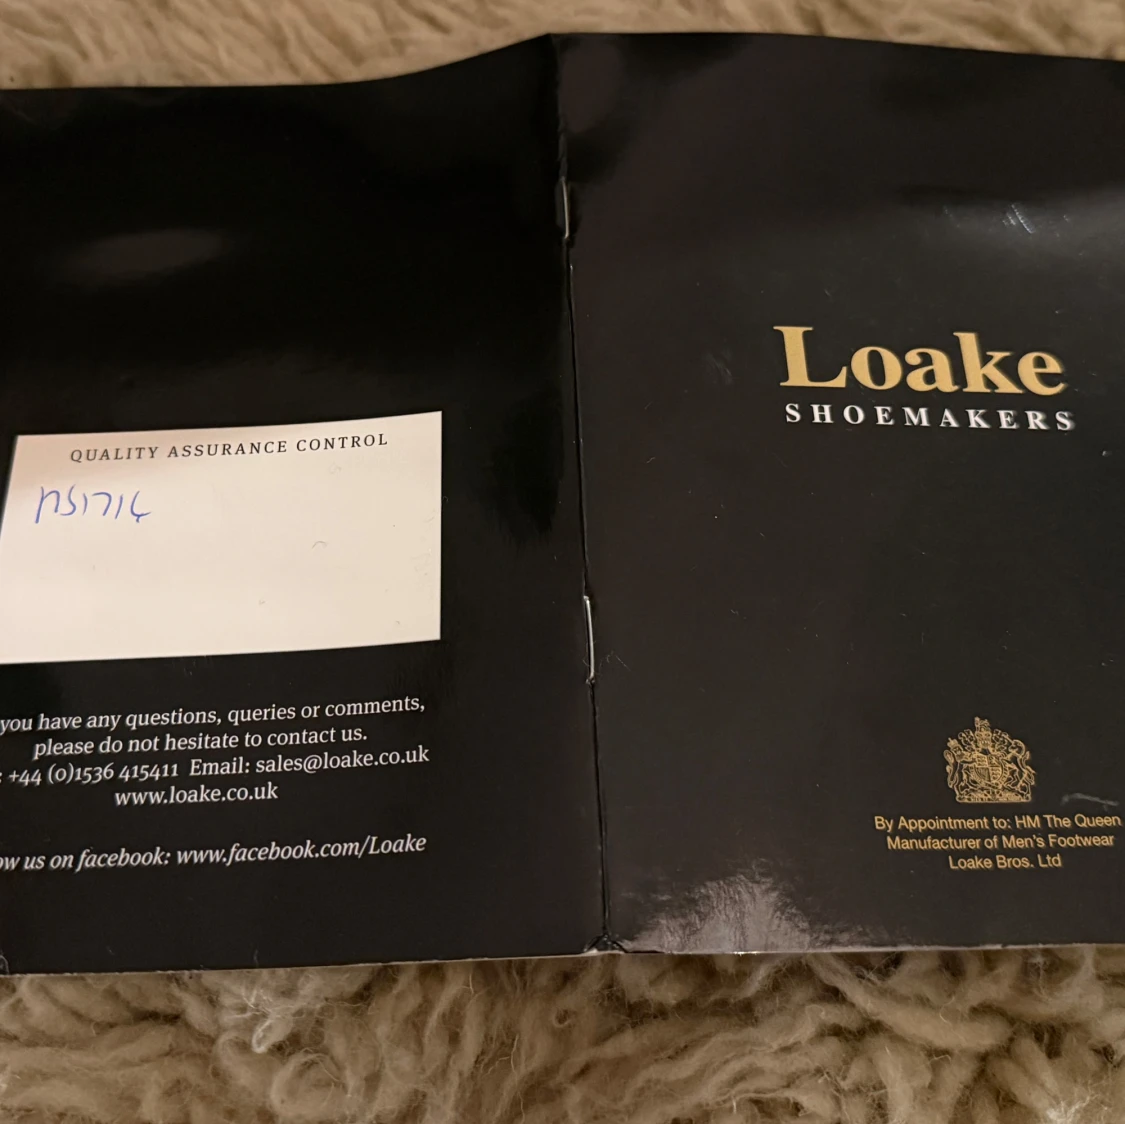 QUALITY ASSURANCE CONTROL
you have any questions, queries or comments,
please do not hesitate to contact us.
: +44 (0)1536 415411 Email: sales@loake.co.uk
www.loake.co.uk
ow us on facebook: www.facebook.com/Loake
Loake
SHOEMAKERS
By Appointment to: HM The Queen
Manufacturer of Men's Footwear
Loake Bros. Ltd